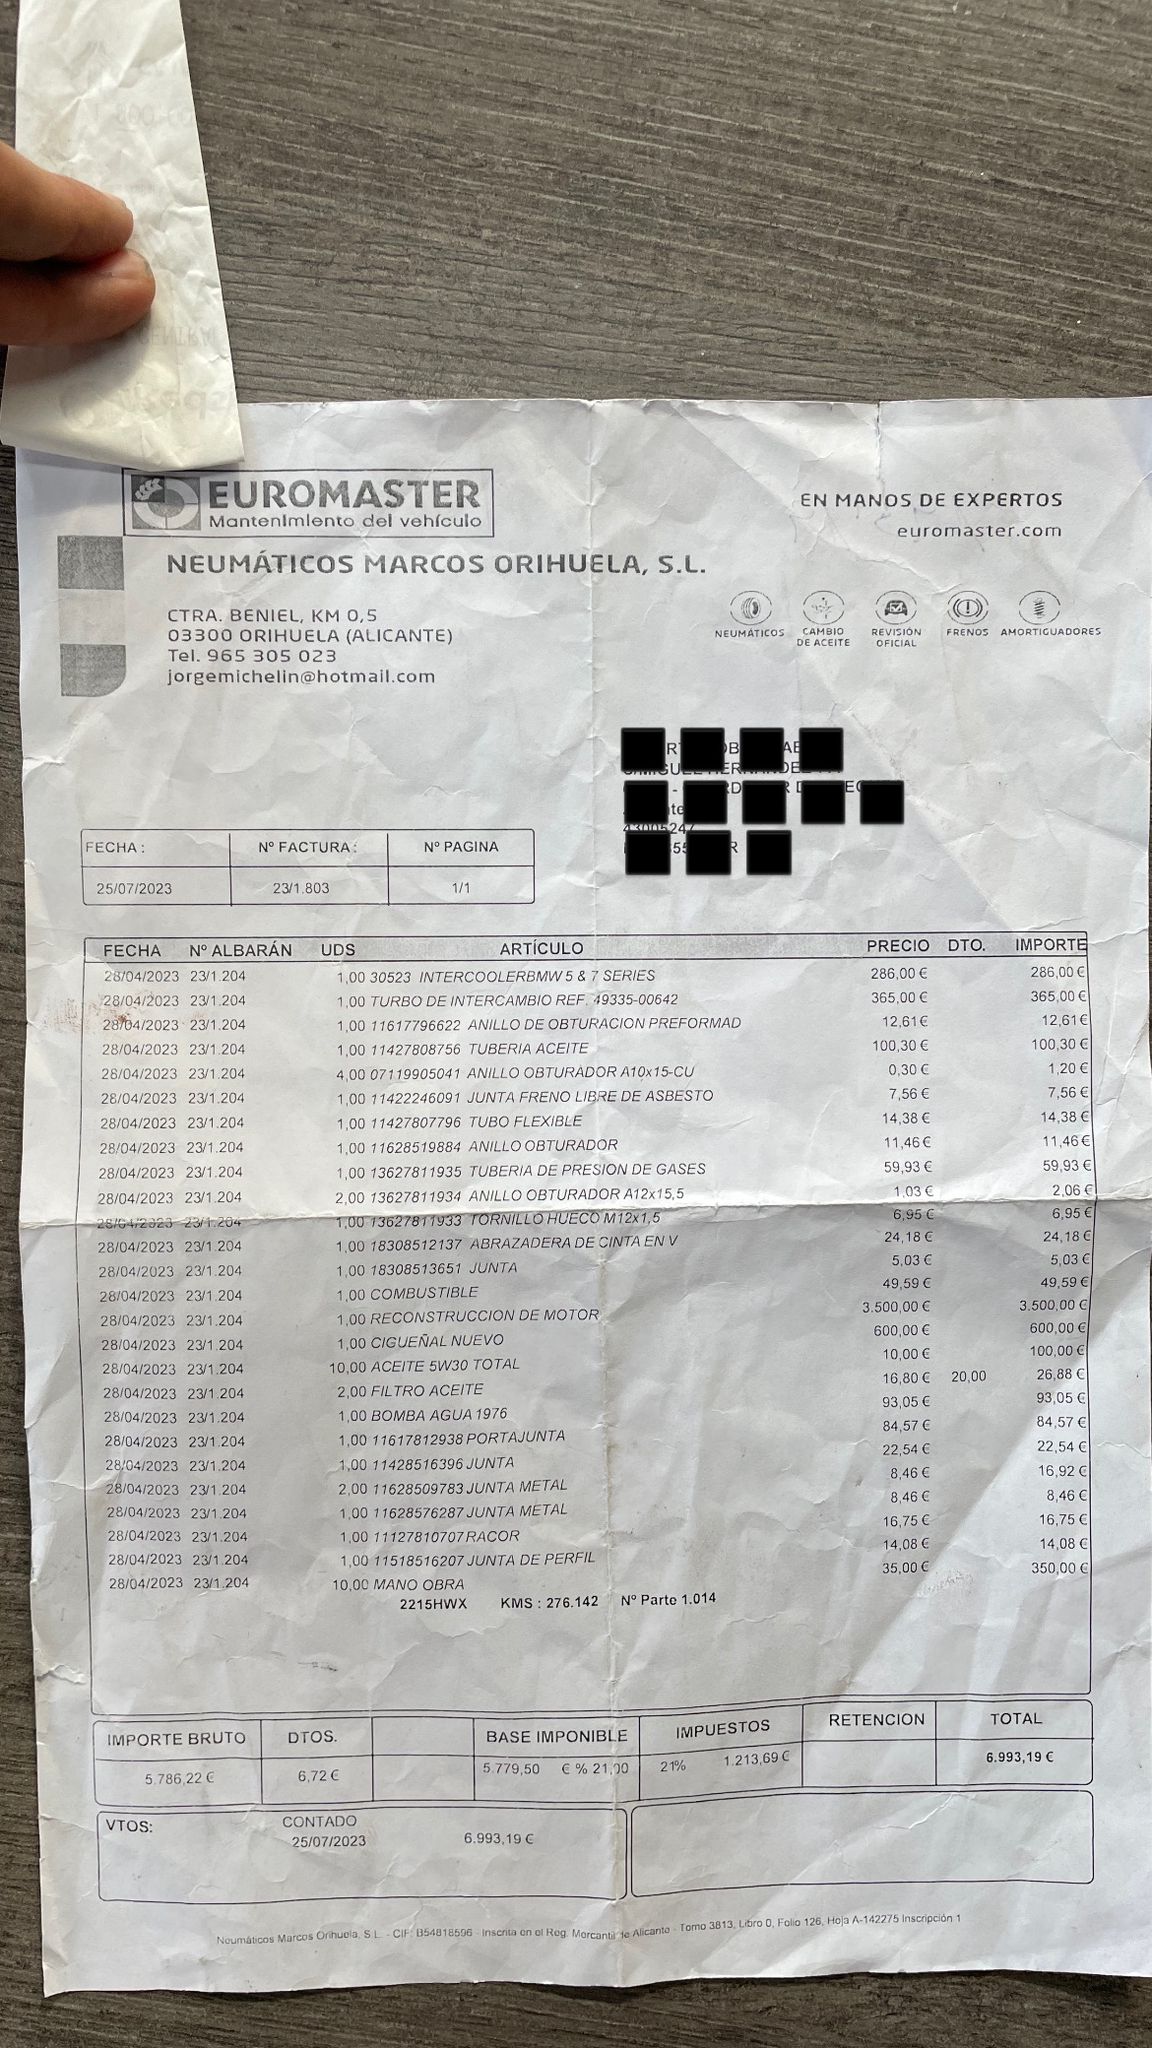 EUROMASTER
Mantenimiento del vehículo
EN MANOS DE EXPERTOS
euromaster.com
NEUMÁTICOS MARCOS ORIHUELA, S.L.
CTRA. BENIEL, KM 0,5
03300 ORIHUELA (ALICANTE)
Tel. 965 305 023
jorgemichelin@hotmail.com
NEUMÁTICOS CAMBIO DE ACEITE REVISIÓN OFICIAL FRENOS AMORTIGUADORES
43005247
FECHA : Nº FACTURA : Nº PAGINA
25/07/2023 23/1.803 1/1
FECHA Nº ALBARÁN UDS ARTÍCULO PRECIO DTO. IMPORTE
28/04/2023 23/1.204 1,00 30523 INTERCOOLERBMW 5 & 7 SERIES 286,00 € 286,00 €
28/04/2023 23/1.204 1,00 TURBO DE INTERCAMBIO REF. 49335-00642 365,00 € 365,00 €
28/04/2023 23/1.204 1,00 11617796622 ANILLO DE OBTURACION PREFORMAD 12,61 € 12,61 €
28/04/2023 23/1.204 1,00 11427808756 TUBERIA ACEITE 100,30 € 100,30 €
28/04/2023 23/1.204 4,00 07119905041 ANILLO OBTURADOR A10x15-CU 0,30 € 1,20 €
28/04/2023 23/1.204 1,00 11422246091 JUNTA FRENO LIBRE DE ASBESTO 7,56 € 7,56 €
28/04/2023 23/1.204 1,00 11427807796 TUBO FLEXIBLE 14,38 € 14,38 €
28/04/2023 23/1.204 1,00 11628519884 ANILLO OBTURADOR 11,46 € 11,46 €
28/04/2023 23/1.204 1,00 13627811935 TUBERIA DE PRESION DE GASES 59,93 € 59,93 €
28/04/2023 23/1.204 2,00 13627811934 ANILLO OBTURADOR A12x15,5 1,03 € 2,06 €
28/04/2023 23/1.204 1,00 13627811933 TORNILLO HUECO M12x1,5 6,95 € 6,95 €
28/04/2023 23/1.204 1,00 18308512137 ABRAZADERA DE CINTA EN V 24,18 € 24,18 €
28/04/2023 23/1.204 1,00 18308513651 JUNTA 5,03 € 5,03 €
28/04/2023 23/1.204 1,00 COMBUSTIBLE 49,59 € 49,59 €
28/04/2023 23/1.204 1,00 RECONSTRUCCION DE MOTOR 3.500,00 € 3.500,00 €
28/04/2023 23/1.204 1,00 CIGUEÑAL NUEVO 600,00 € 600,00 €
28/04/2023 23/1.204 10,00 ACEITE 5W30 TOTAL 10,00 € 100,00 €
28/04/2023 23/1.204 2,00 FILTRO ACEITE 16,80 € 20,00 26,88 €
28/04/2023 23/1.204 1,00 BOMBA AGUA 1976 93,05 € 93,05 €
28/04/2023 23/1.204 1,00 11617812938 PORTAJUNTA 84,57 € 84,57 €
28/04/2023 23/1.204 1,00 11428516396 JUNTA 22,54 € 22,54 €
28/04/2023 23/1.204 2,00 11628509783 JUNTA METAL 8,46 € 16,92 €
28/04/2023 23/1.204 1,00 11628576287 JUNTA METAL 8,46 € 8,46 €
28/04/2023 23/1.204 1,00 11127810707 RACOR 16,75 € 16,75 €
28/04/2023 23/1.204 1,00 11518516207 JUNTA DE PERFIL 14,08 € 14,08 €
28/04/2023 23/1.204 10,00 MANO OBRA 35,00 € 350,00 €
2215HWX KMS : 276.142 Nº Parte 1.014
IMPORTE BRUTO DTOS. BASE IMPONIBLE IMPUESTOS RETENCION TOTAL
5.786,22 € 6,72 € 5.779,50 € % 21,00 21% 1.213,69 € 6.993,19 €
VTOS: CONTADO
25/07/2023 6.993,19 €
Neumáticos Marcos Orihuela, S.L. - CIF: B54818596 - Inscrita en el Reg. Mercantil de Alicante - Tomo 3813, Libro 0, Folio 126, Hoja A-142275 Inscripción 1